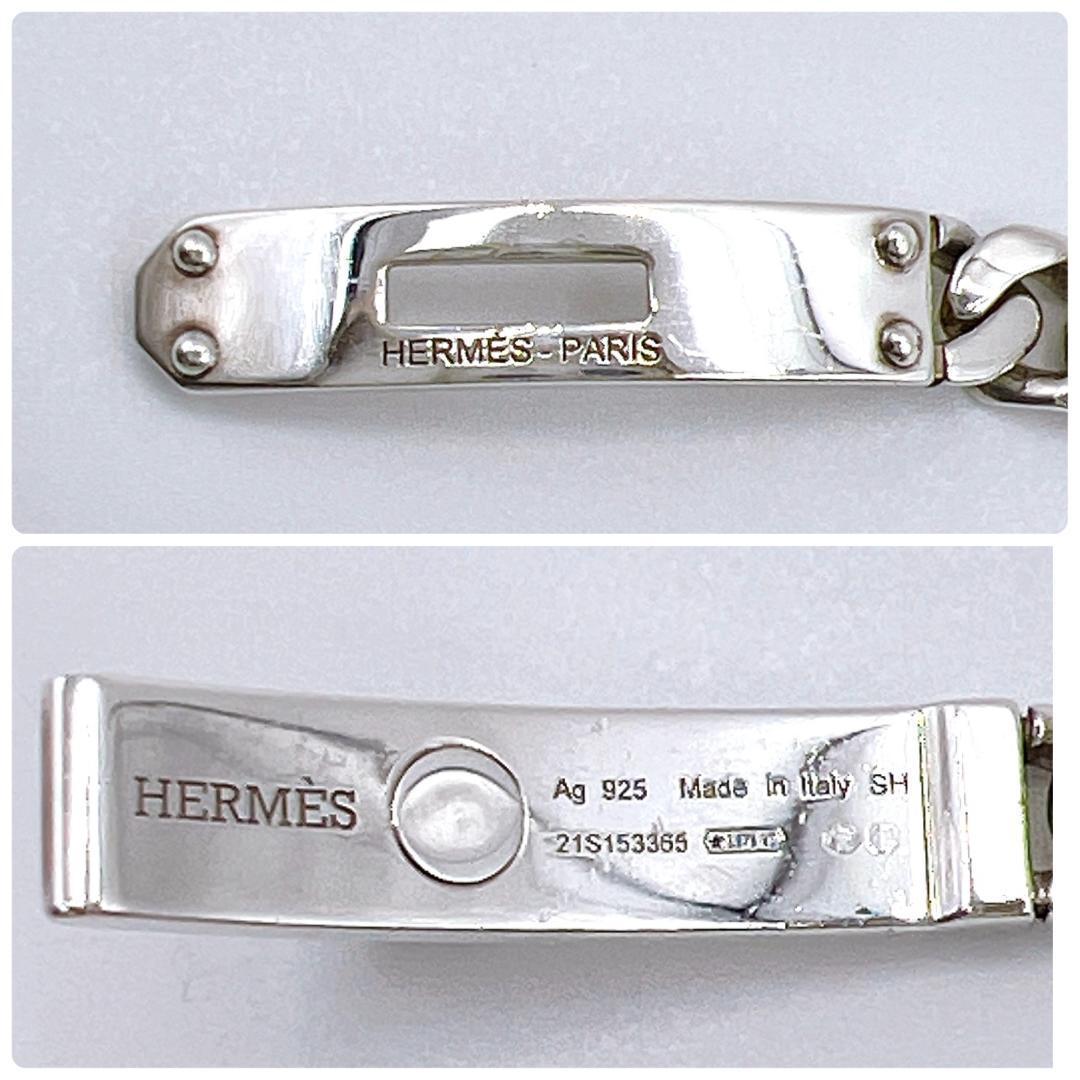 HERMÈS-PARIS
HERMÈS
Ag 925 Made in Italy SH
21S153365